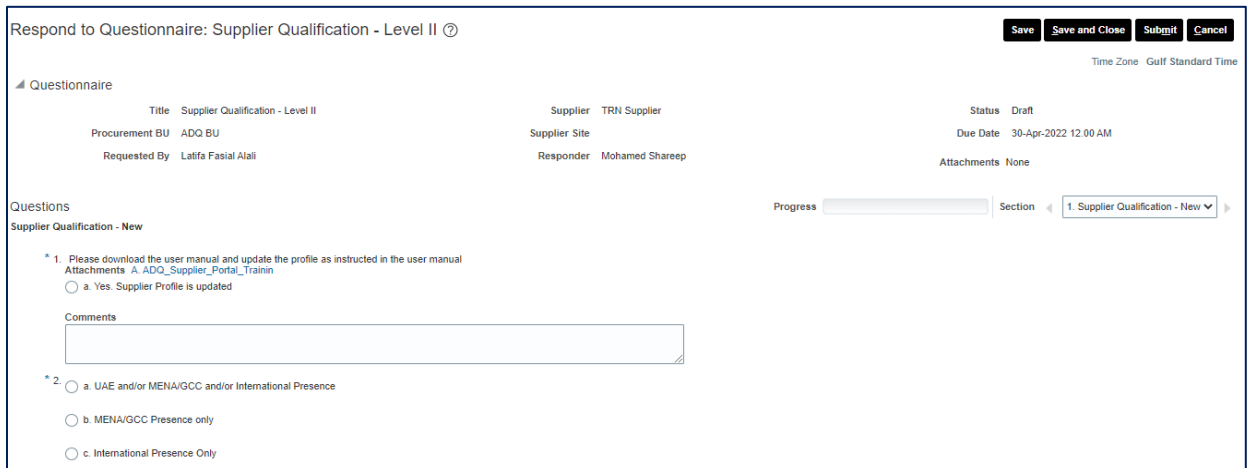 Respond to Questionnaire: Supplier Qualification - Level II
Save Save and Close Submit Cancel
Time Zone Gulf Standard Time
Questionnaire
Title Supplier Qualification - Level II Supplier TRN Supplier Status Draft
Procurement BU ADQ BU Supplier Site Due Date 30-Apr-2022 12.00 AM
Requested By Latifa Fasial Alali Responder Mohamed Shareep Attachments None
Questions Progress Section 1. Supplier Qualification - New
Supplier Qualification - New
* 1. Please download the user manual and update the profile as instructed in the user manual
Attachments A. ADQ_Supplier_Portal_Trainin
a. Yes. Supplier Profile is updated
Comments
* 2. a. UAE and/or MENA/GCC and/or International Presence
b. MENA/GCC Presence only
c. International Presence Only